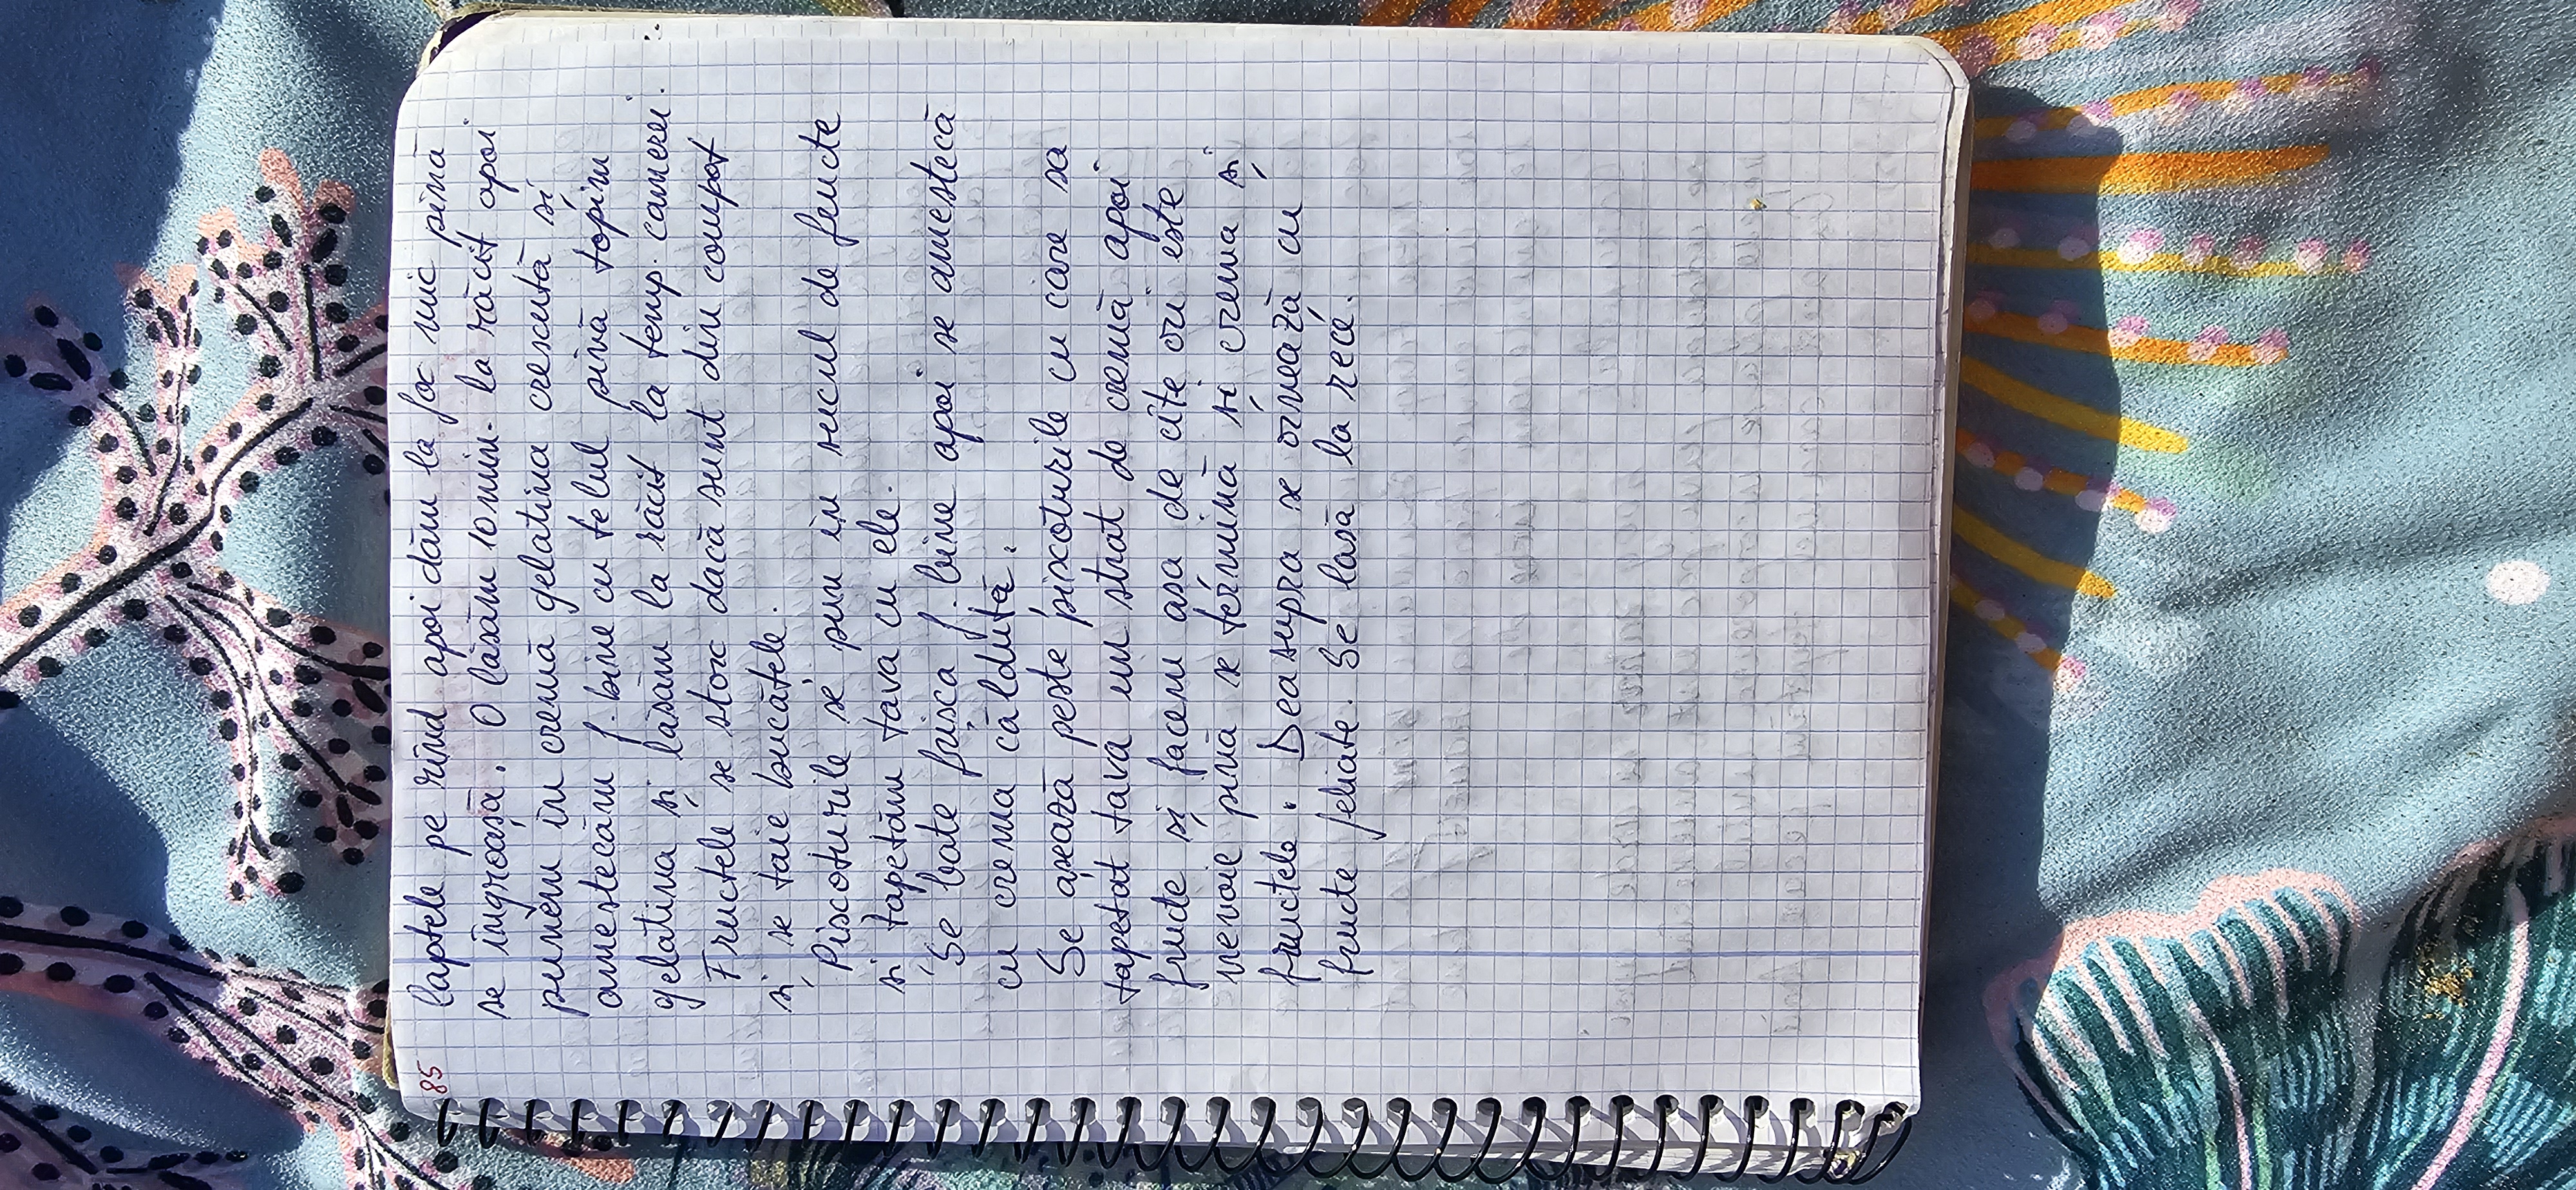 85
laptele pe rînd apoi dăm la foc mic pînă
se îngroașă. O lăsăm 10 min. la răcit apoi
punem în cremă gelatina crescută și
amestecăm f. bine cu telul pînă topim
gelatina și lăsăm la răcit la temp. camerei.
Fructele se storc dacă sunt din compot
și se taie bucățele.
Pișcoturile se pun în sucul de fructe
și tapetăm tava cu ele.
Se bate frișca f. bine apoi se amestecă
cu crema călduță.
Se așează peste pișcoturile cu care sa
tapetat tava un strat de cremă apoi
fructe și facem așa de cîte ori este
nevoie pînă se termină și crema și
fructele. Deasupra se ornează cu
fructe feliate. Se lasă la rece.